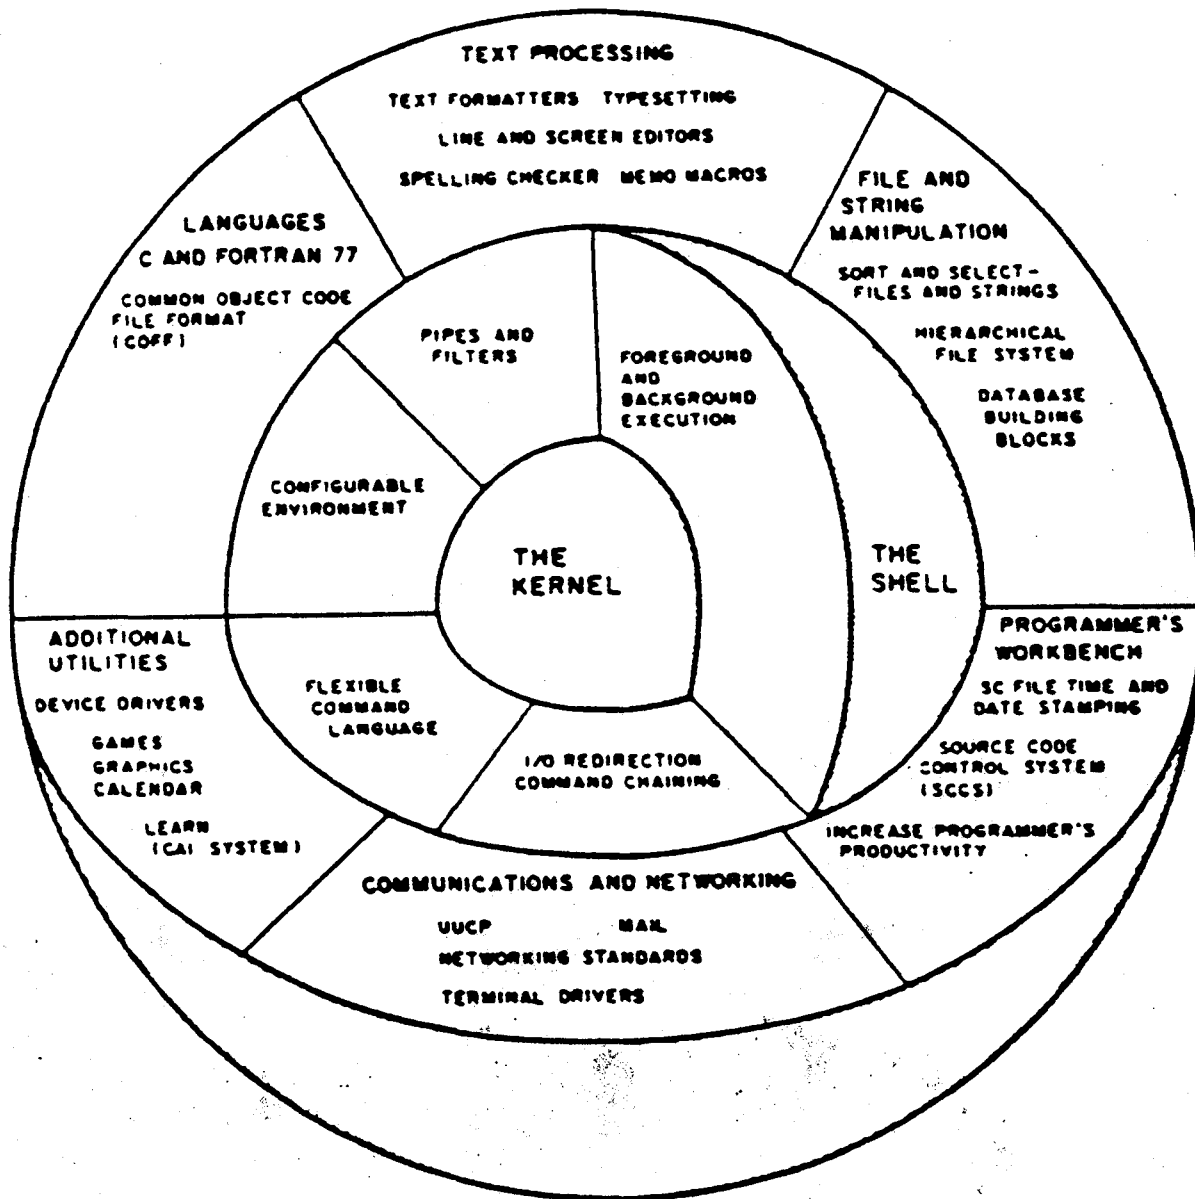 TEXT PROCESSING
TEXT FORMATTERS TYPESETTING
LINE AND SCREEN EDITORS
SPELLING CHECKER MEMO MACROS
FILE AND
STRING
MANIPULATION
SORT AND SELECT-
FILES AND STRINGS
HIERARCHICAL
FILE SYSTEM
DATABASE
BUILDING
BLOCKS
LANGUAGES
C AND FORTRAN 77
COMMON OBJECT CODE
FILE FORMAT
(COFF)
PIPES AND
FILTERS
FOREGROUND
AND
BACKGROUND
EXECUTION
CONFIGURABLE
ENVIRONMENT
THE
KERNEL
THE
SHELL
ADDITIONAL
UTILITIES
DEVICE DRIVERS
GAMES
GRAPHICS
CALENDAR
LEARN
(CAI SYSTEM)
FLEXIBLE
COMMAND
LANGUAGE
I/O REDIRECTION
COMMAND CHAINING
PROGRAMMER'S
WORKBENCH
SC FILE TIME AND
DATE STAMPING
SOURCE CODE
CONTROL SYSTEM
(SCCS)
INCREASE PROGRAMMER'S
PRODUCTIVITY
COMMUNICATIONS AND NETWORKING
UUCP MAIL
NETWORKING STANDARDS
TERMINAL DRIVERS